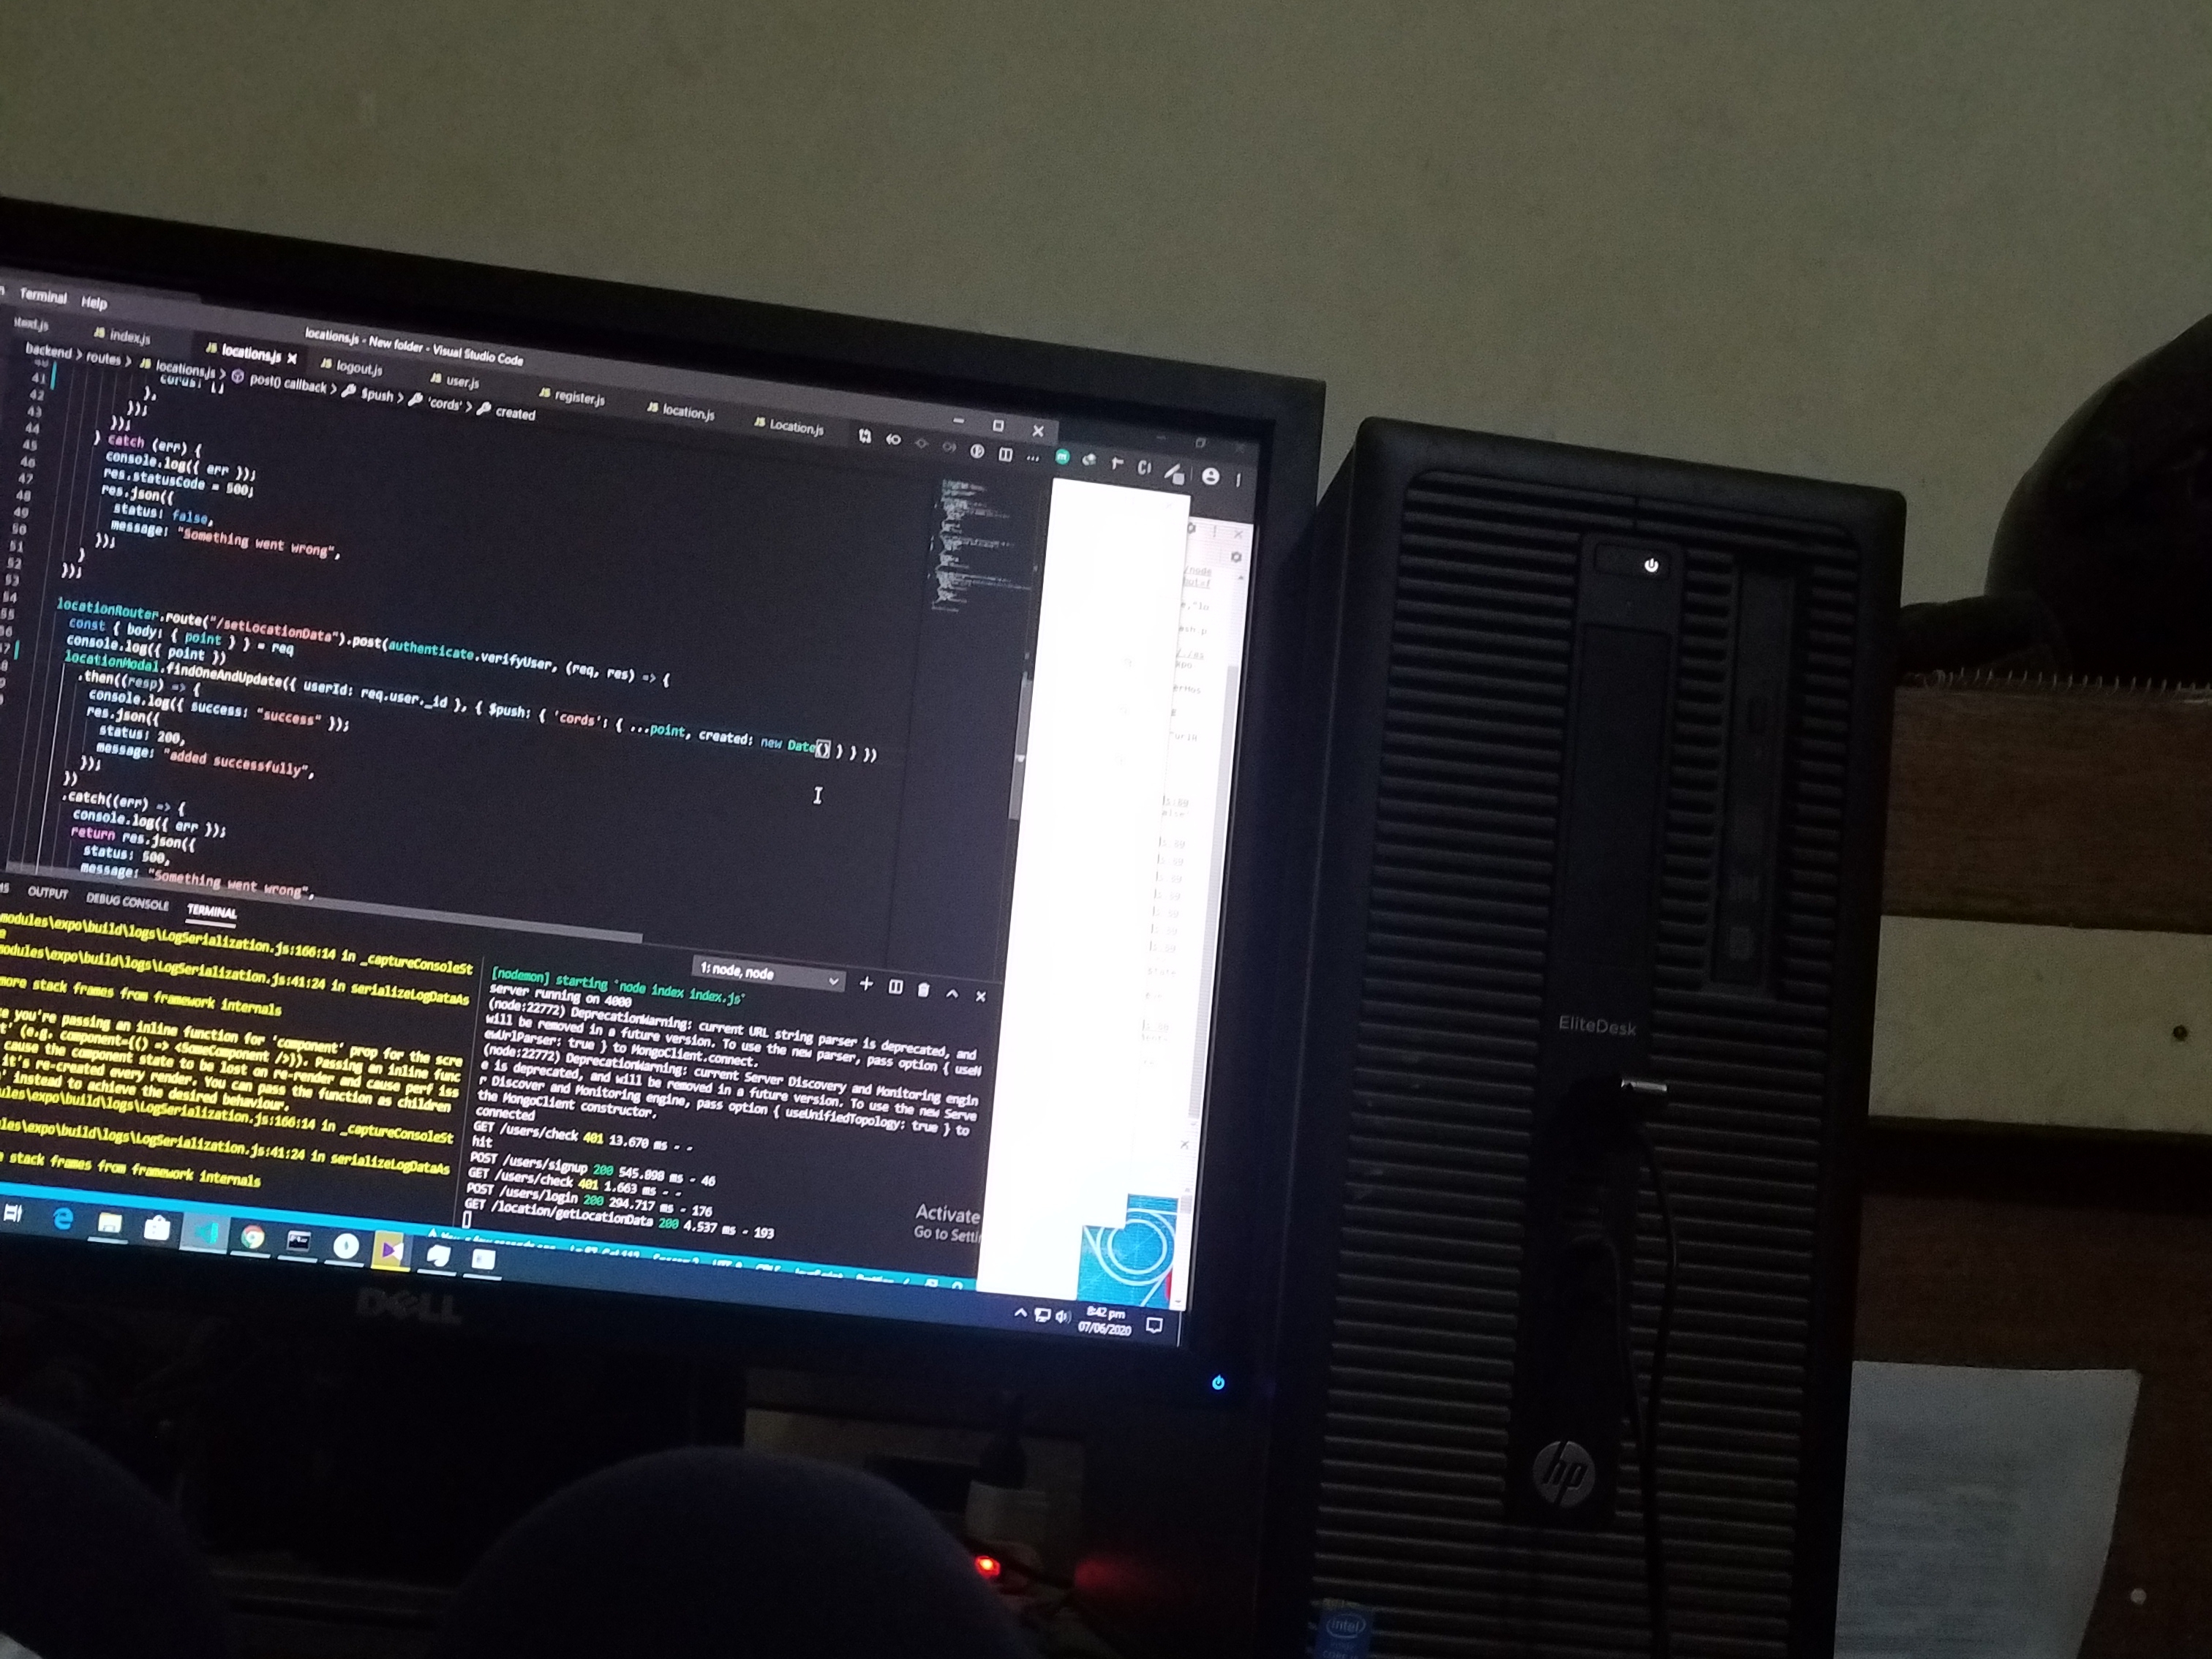 Terminal Help
locations.js - New folder - Visual Studio Code
index.js
locations.js
logout.js
user.js
register.js
location.js
Location.js
backend > routes > locations.js > post() callback > $push > 'cords' > created
41
42
43
44
45
46
47
48
49
50
51
52
53
54
},
});
});
} catch (err) {
console.log({ err });
res.statusCode = 500;
res.json({
status: false,
message: "Something went wrong",
});
}
});
locationRouter.route("/setLocationData").post(authenticate.verifyUser, (req, res) => {
const { body: { point } } = req
console.log({ point })
locationModal.findOneAndUpdate({ userId: req.user._id }, { $push: { 'cords': { ...point, created: new Date() } } })
.then((resp) => {
console.log({ success: "success" });
res.json({
status: 200,
message: "added successfully",
});
})
.catch((err) => {
console.log({ err });
return res.json({
status: 500,
message: "Something went wrong",
OUTPUT DEBUG CONSOLE TERMINAL
1: node, node
modules\expo\build\logs\LogSerialization.js:166:14 in _captureConsoleSt
modules\expo\build\logs\LogSerialization.js:41:24 in serializeLogDataAs
more stack frames from framework internals
you're passing an inline function for 'component' prop for the scre
(e.g. component={() => <SomeComponent />}). Passing an inline func
cause the component state to be lost on re-render and cause perf iss
it's re-created every render. You can pass the function as children
instead to achieve the desired behaviour.
ules\expo\build\logs\LogSerialization.js:166:14 in _captureConsoleSt
les\expo\build\logs\LogSerialization.js:41:24 in serializeLogDataAs
stack frames from framework internals
[nodemon] starting `node index index.js`
server running on 4000
(node:22772) DeprecationWarning: current URL string parser is deprecated, and
will be removed in a future version. To use the new parser, pass option { useN
ewUrlParser: true } to MongoClient.connect.
(node:22772) DeprecationWarning: current Server Discovery and Monitoring engin
e is deprecated, and will be removed in a future version. To use the new Serve
r Discover and Monitoring engine, pass option { useUnifiedTopology: true } to
the MongoClient constructor.
connected
GET /users/check 401 13.670 ms - -
hit
POST /users/signup 200 545.098 ms - 46
GET /users/check 401 1.663 ms - -
POST /users/login 200 294.717 ms - 176
GET /location/getLocationData 200 4.537 ms - 193
Activate
Go to Setti
8:42 pm
07/06/2020
DELL
EliteDesk
hp
intel